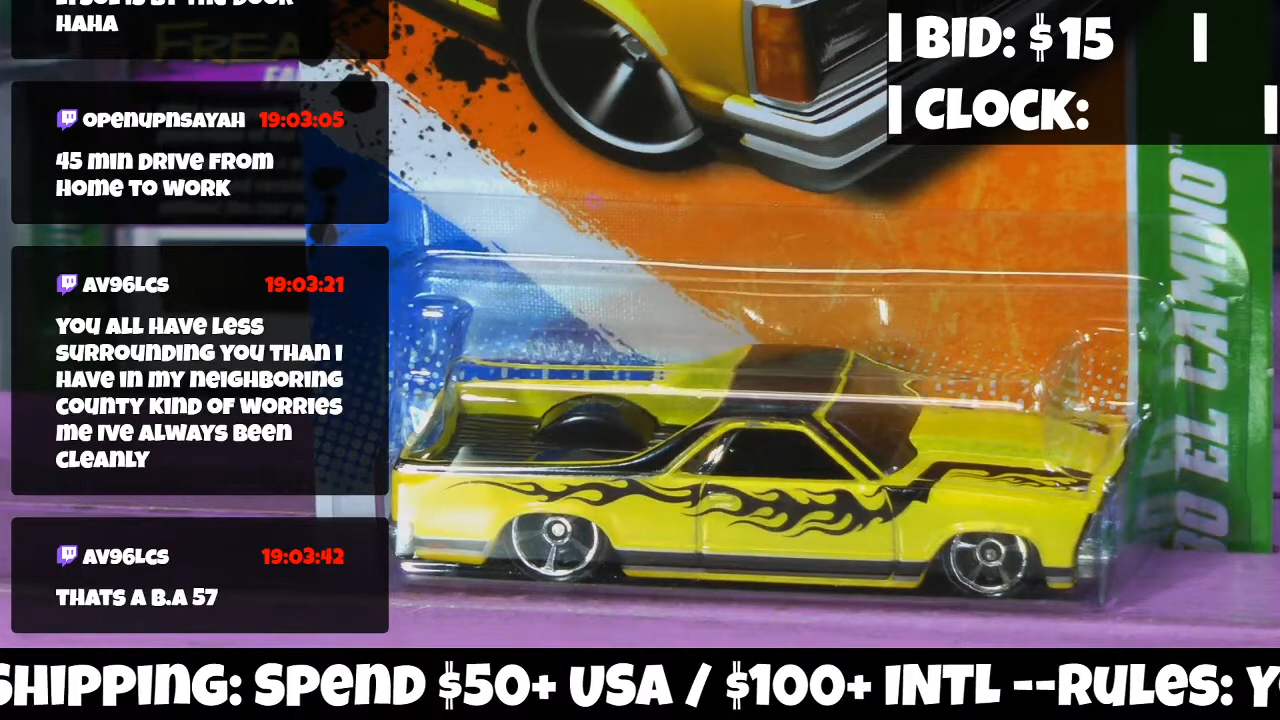 HAHA
OPENUPNSAYAH 19:03:05
45 MIN DRIVE FROM
HOME TO WORK
AV96LCS 19:03:21
YOU ALL HAVE LESS
SURROUNDING YOU THAN I
HAVE IN MY NEIGHBORING
COUNTY KIND OF WORRIES
ME IVE ALWAYS BEEN
CLEANLY
AV96LCS 19:03:42
THATS A B.A 57
| BID: $15 |
| CLOCK: |
80 EL CAMINO™
SHIPPING: SPEND $50+ USA / $100+ INTL --RULES: